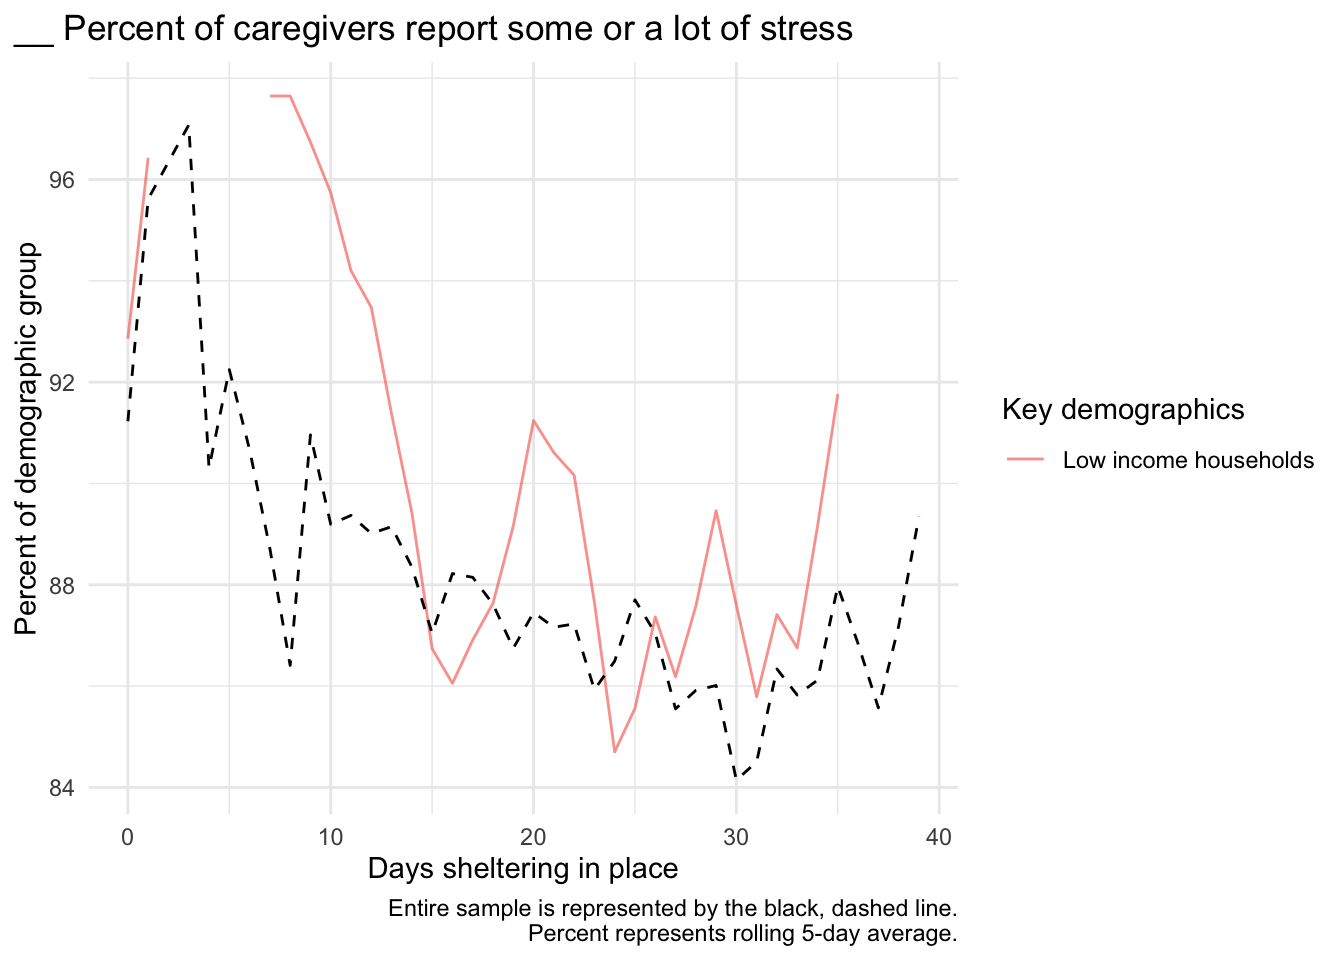 __ Percent of caregivers report some or a lot of stress
Percent of demographic group
96
92
88
84
0 10 20 30 40
Days sheltering in place
Key demographics
Low income households
Entire sample is represented by the black, dashed line.
Percent represents rolling 5-day average.